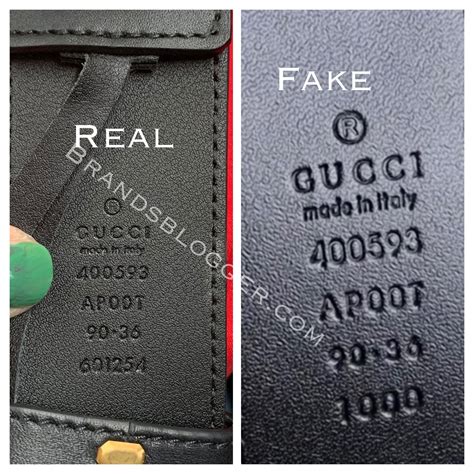 REAL
®
GUCCI
made in italy
400593
AP00T
90·36
601254
FAKE
®
GUCCI
made in italy
400593
AP00T
90·36
1000
BRANDSBLOGGER.COM